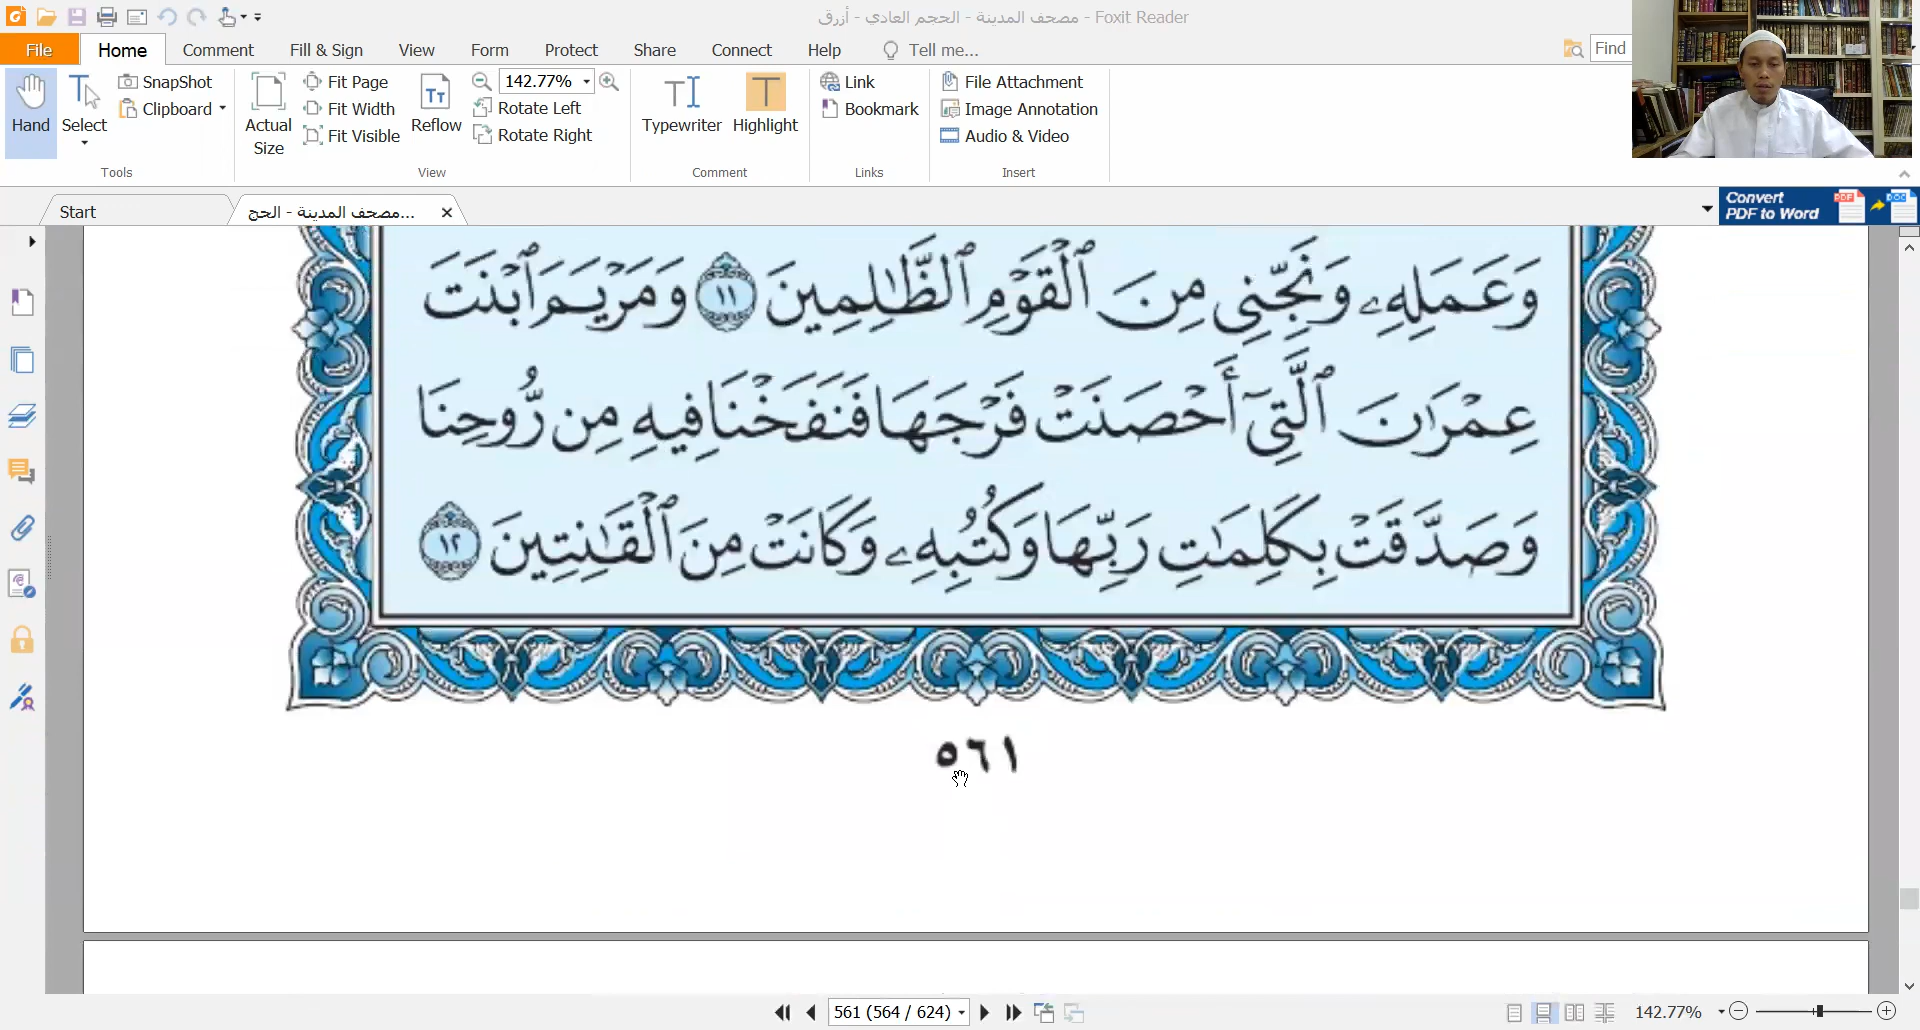 مصحف المدينة - الحجم العادي - أزرق - Foxit Reader
File Home Comment Fill & Sign View Form Protect Share Connect Help Tell me... Find
Hand Select SnapShot Clipboard Actual Size Fit Page Fit Width Fit Visible Reflow 142.77% Rotate Left Rotate Right Typewriter Highlight Link Bookmark File Attachment Image Annotation Audio & Video
Tools View Comment Links Insert
Start مصحف المدينة - الحج... Convert PDF to Word PDF DOC
وَعَمَلِهِۦ وَنَجِّنِي مِنَ ٱلْقَوْمِ ٱلظَّٰلِمِينَ ١١ وَمَرْيَمَ ٱبْنَتَ
عِمْرَٰنَ ٱلَّتِيٓ أَحْصَنَتْ فَرْجَهَا فَنَفَخْنَا فِيهِ مِن رُّوحِنَا
وَصَدَّقَتْ بِكَلِمَٰتِ رَبِّهَا وَكُتُبِهِۦ وَكَانَتْ مِنَ ٱلْقَٰنِتِينَ ١٢
٥٦١
561 (564 / 624) 142.77%